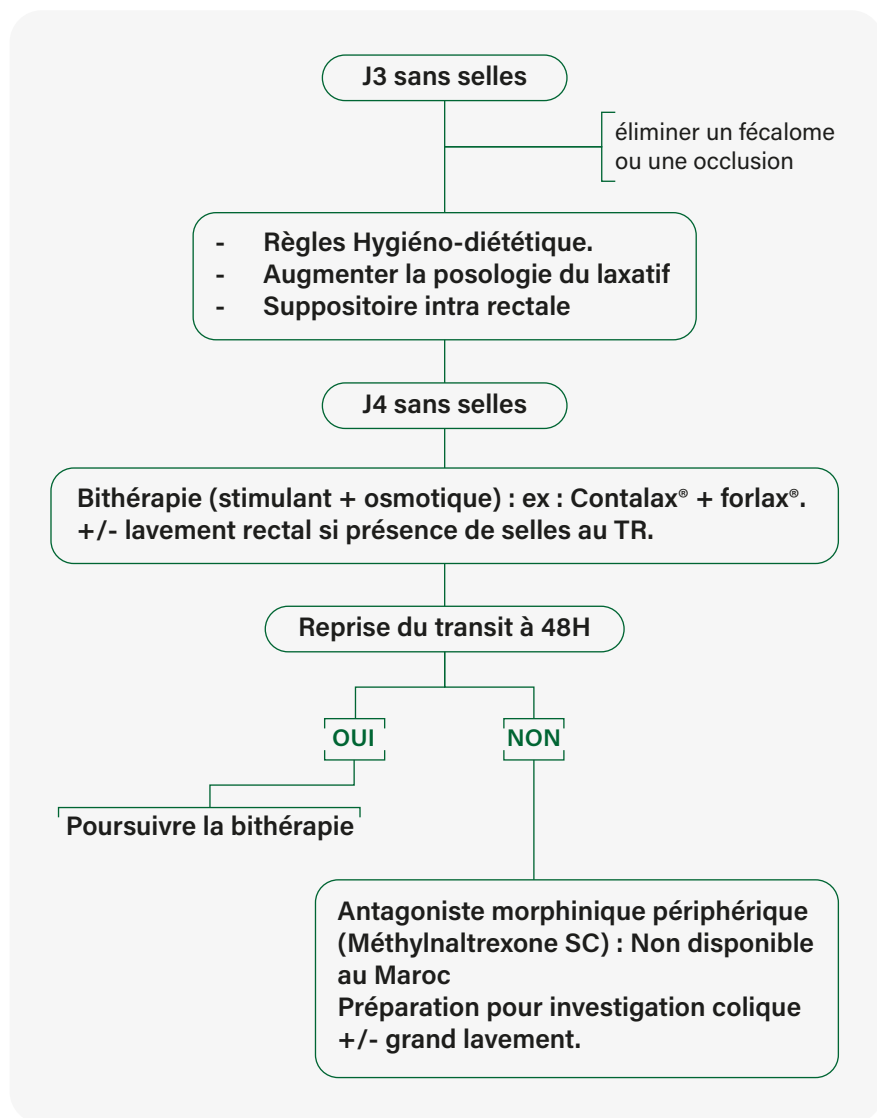 J3 sans selles
éliminer un fécalome
ou une occlusion
- Règles Hygiéno-diététique.
- Augmenter la posologie du laxatif
- Suppositoire intra rectale
J4 sans selles
Bithérapie (stimulant + osmotique) : ex : Contalax® + forlax®.
+/- lavement rectal si présence de selles au TR.
Reprise du transit à 48H
OUI
NON
Poursuivre la bithérapie
Antagoniste morphinique périphérique
(Méthylnaltrexone SC) : Non disponible
au Maroc
Préparation pour investigation colique
+/- grand lavement.